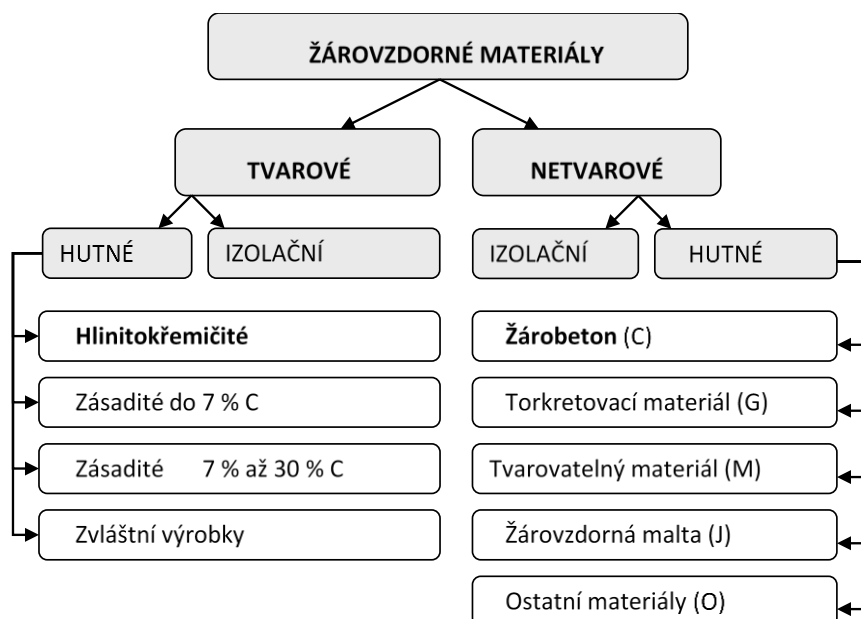 ŽÁROVZDORNÉ MATERIÁLY
TVAROVÉ
NETVAROVÉ
HUTNÉ
IZOLAČNÍ
IZOLAČNÍ
HUTNÉ
Hlinitokřemičité
Zásadité do 7 % C
Zásadité 7 % až 30 % C
Zvláštní výrobky
Žárobeton (C)
Torkretovací materiál (G)
Tvarovatelný materiál (M)
Žárovzdorná malta (J)
Ostatní materiály (O)